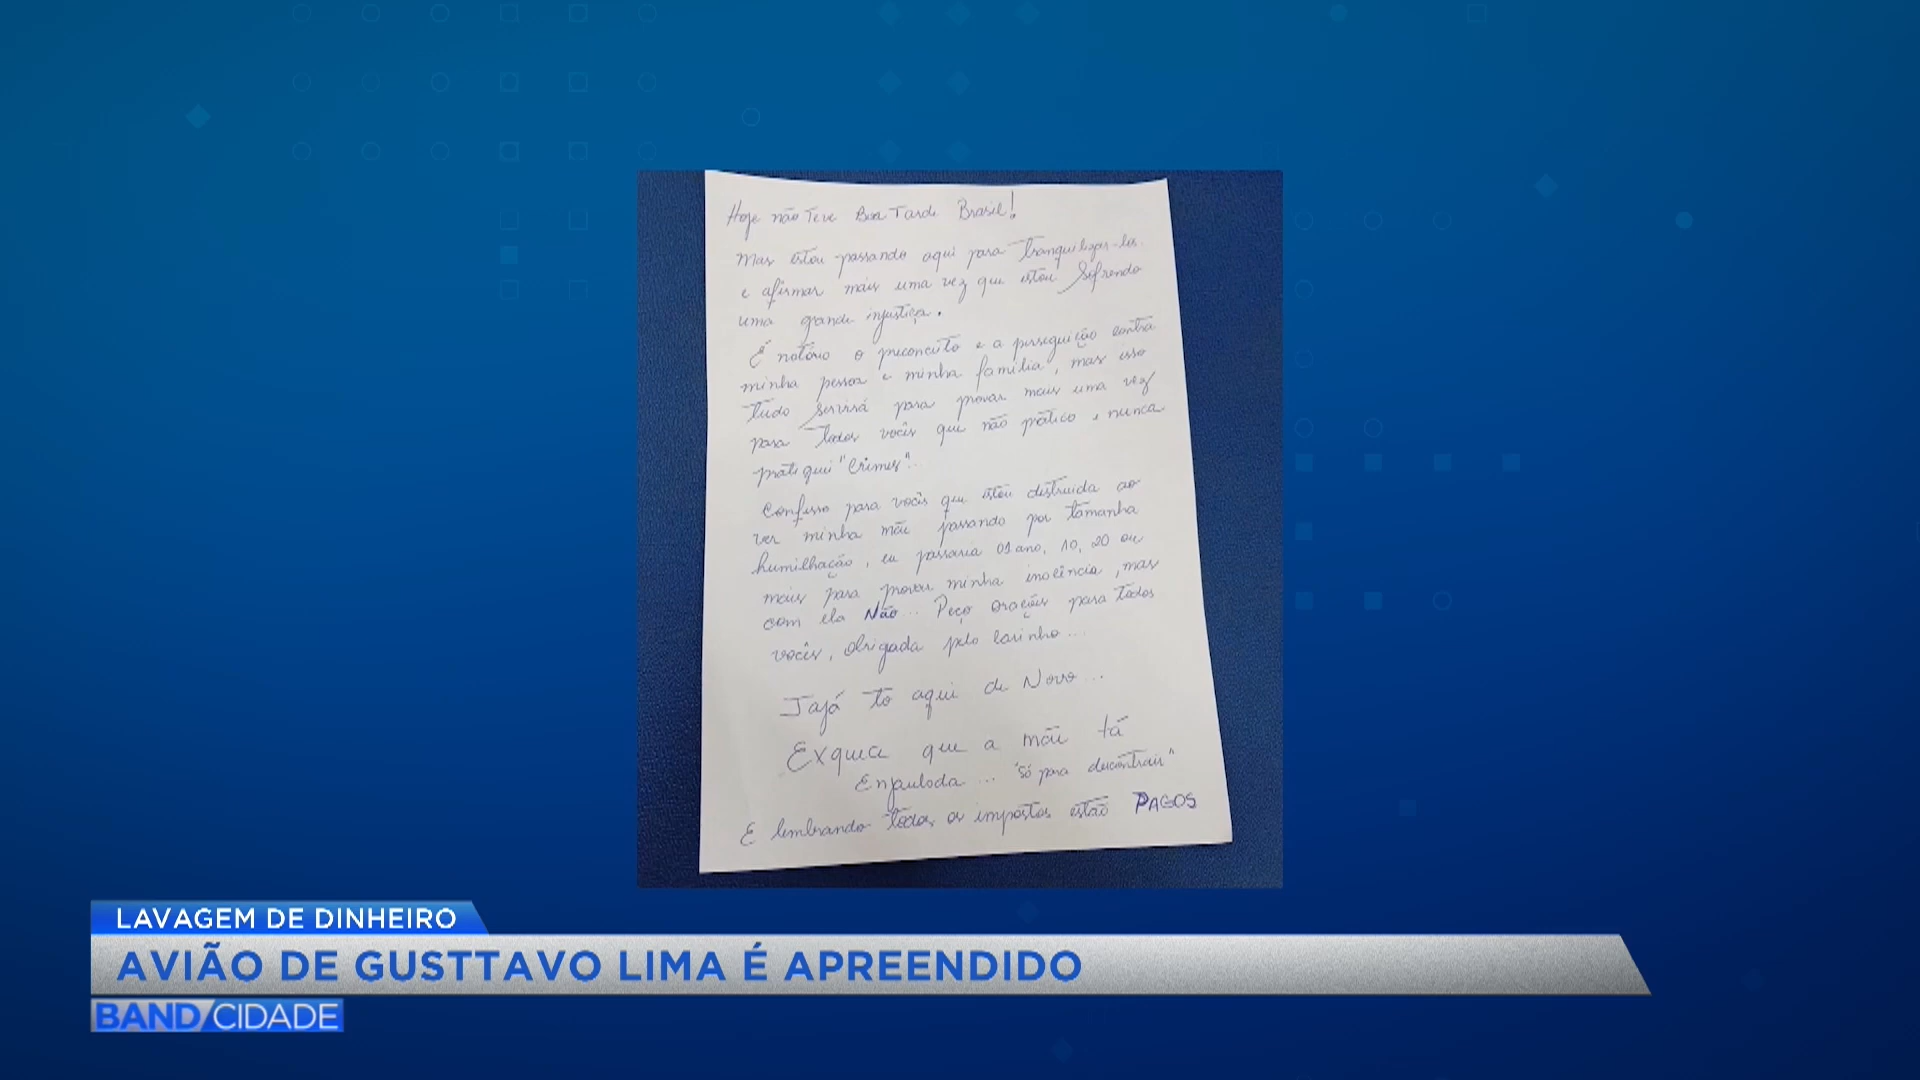 Hoje não Teve Boa Tarde Brasil!
Mas estou passando aqui para Tranquilizar-los
e afirmar mais uma vez que estou Sofrendo
uma grande injustiça.
É notório o preconceito e a perseguição contra
minha pessoa e minha família, mas isso
tudo Servirá para provar mais uma vez
para Todos vocês que não prático e nunca
pratiquei "Crimes"..
Confesso para vocês que estou distruida ao
ver minha mãe passando por tamanha
humilhação, eu passaria 01 ano, 10, 20 ou
mais para provar minha inocência, mas
com ela Não... Peço orações para todos
vocês, obrigada pelo carinho...
Jajá to aqui de Novo...
Exquece que a mãe tá
Enjaulada... "só para descontrair"
E lembrando todos os impostos estão PAGOS
LAVAGEM DE DINHEIRO
AVIÃO DE GUSTTAVO LIMA É APREENDIDO
BAND/CIDADE